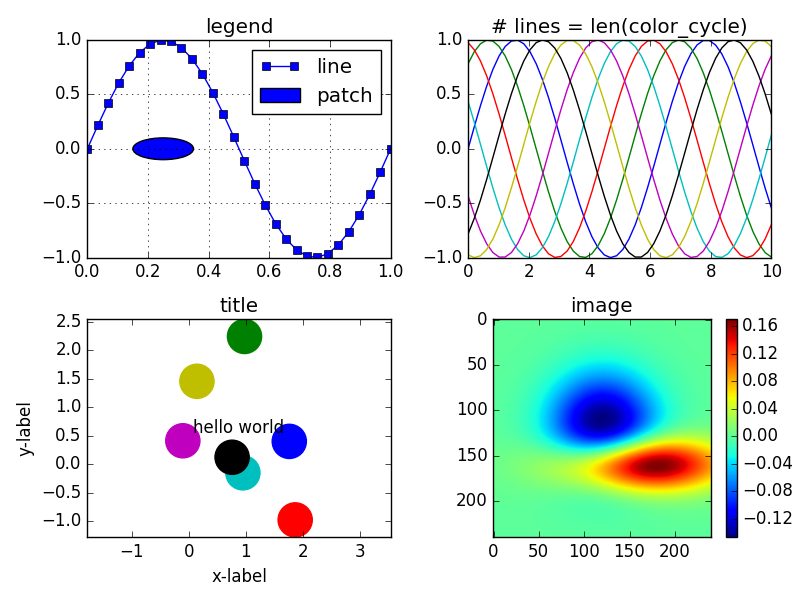 legend
1.0
0.5
0.0
−0.5
−1.0
0.0 0.2 0.4 0.6 0.8 1.0
line
patch
# lines = len(color_cycle)
1.0
0.5
0.0
−0.5
−1.0
0 2 4 6 8 10
title
2.5
2.0
1.5
1.0
0.5
0.0
−0.5
−1.0
−1 0 1 2 3
y-label
x-label
hello world
image
0
50
100
150
200
0 50 100 150 200
0.16
0.12
0.08
0.04
0.00
−0.04
−0.08
−0.12